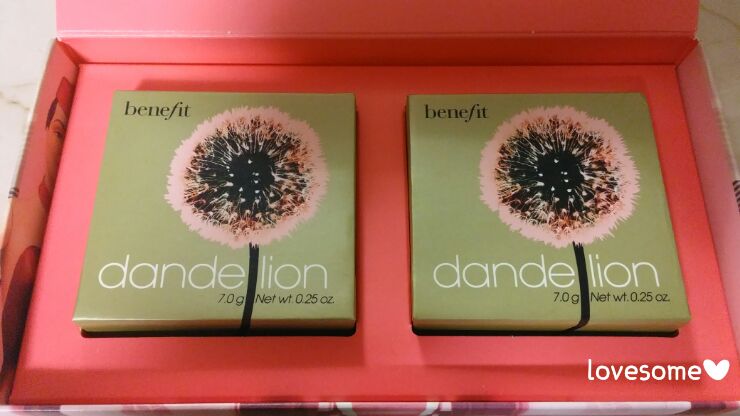 benefit
dandelion
7.0 g Net wt. 0.25 oz.
benefit
dandelion
7.0 g Net wt. 0.25 oz.
lovesome♥